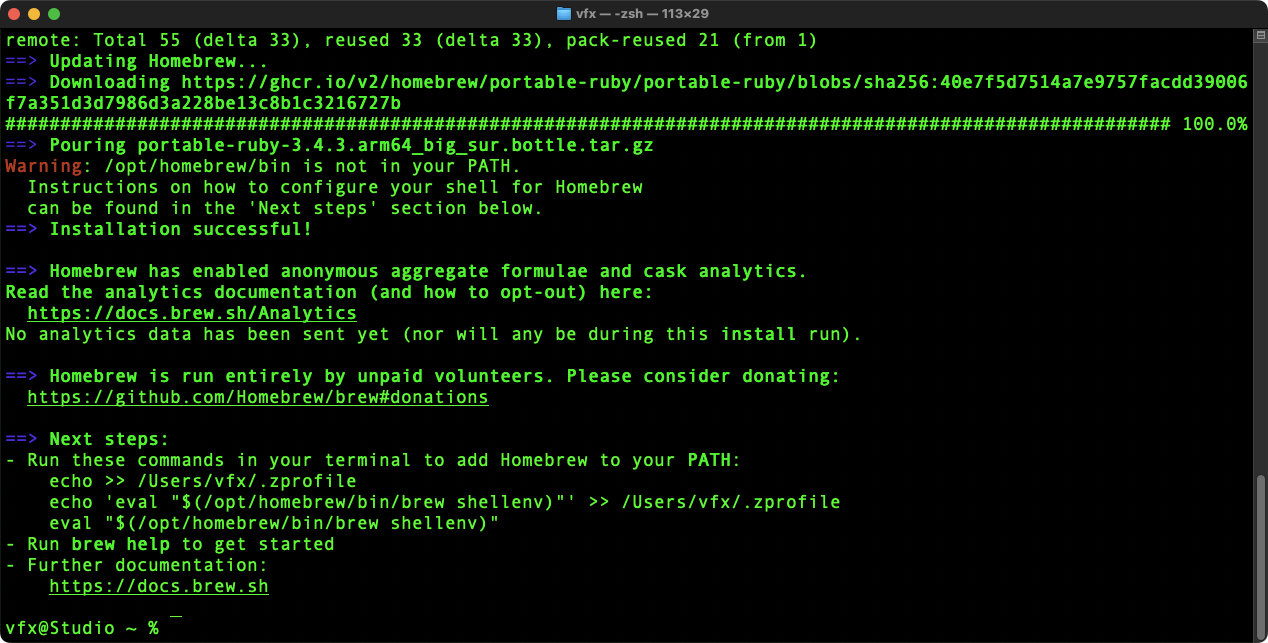 vfx — -zsh — 113×29
remote: Total 55 (delta 33), reused 33 (delta 33), pack-reused 21 (from 1)
==> Updating Homebrew...
==> Downloading https://ghcr.io/v2/homebrew/portable-ruby/portable-ruby/blobs/sha256:40e7f5d7514a7e9757facdd39006
f7a351d3d7986d3a228be13c8b1c3216727b
########################################################################################################## 100.0%
==> Pouring portable-ruby-3.4.3.arm64_big_sur.bottle.tar.gz
Warning: /opt/homebrew/bin is not in your PATH.
  Instructions on how to configure your shell for Homebrew
  can be found in the 'Next steps' section below.
==> Installation successful!

==> Homebrew has enabled anonymous aggregate formulae and cask analytics.
Read the analytics documentation (and how to opt-out) here:
  https://docs.brew.sh/Analytics
No analytics data has been sent yet (nor will any be during this install run).

==> Homebrew is run entirely by unpaid volunteers. Please consider donating:
  https://github.com/Homebrew/brew#donations

==> Next steps:
- Run these commands in your terminal to add Homebrew to your PATH:
    echo >> /Users/vfx/.zprofile
    echo 'eval "$(/opt/homebrew/bin/brew shellenv)"' >> /Users/vfx/.zprofile
    eval "$(/opt/homebrew/bin/brew shellenv)"
- Run brew help to get started
- Further documentation:
    https://docs.brew.sh

vfx@Studio ~ %